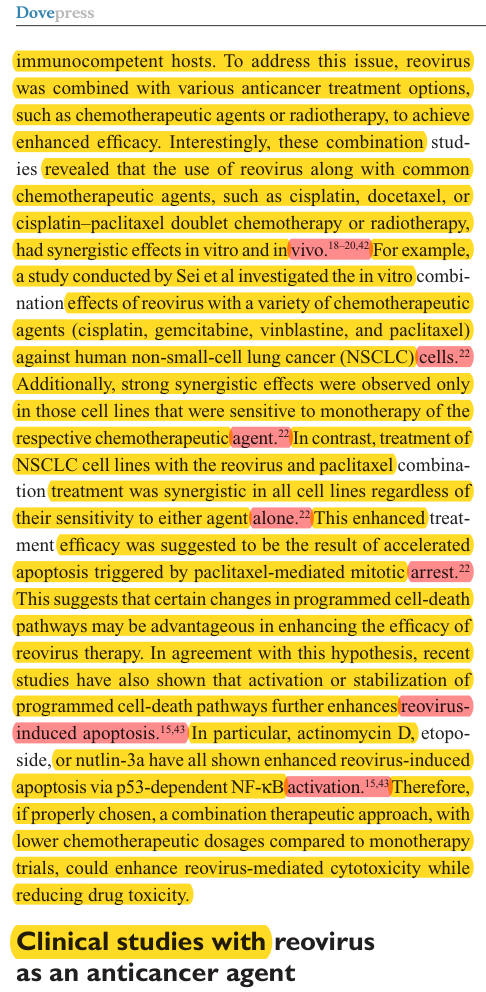 Dovepress
immunocompetent hosts. To address this issue, reovirus
was combined with various anticancer treatment options,
such as chemotherapeutic agents or radiotherapy, to achieve
enhanced efficacy. Interestingly, these combination stud-
ies revealed that the use of reovirus along with common
chemotherapeutic agents, such as cisplatin, docetaxel, or
cisplatin–paclitaxel doublet chemotherapy or radiotherapy,
had synergistic effects in vitro and in vivo.18–20,42 For example,
a study conducted by Sei et al investigated the in vitro combi-
nation effects of reovirus with a variety of chemotherapeutic
agents (cisplatin, gemcitabine, vinblastine, and paclitaxel)
against human non-small-cell lung cancer (NSCLC) cells.22
Additionally, strong synergistic effects were observed only
in those cell lines that were sensitive to monotherapy of the
respective chemotherapeutic agent.22 In contrast, treatment of
NSCLC cell lines with the reovirus and paclitaxel combina-
tion treatment was synergistic in all cell lines regardless of
their sensitivity to either agent alone.22 This enhanced treat-
ment efficacy was suggested to be the result of accelerated
apoptosis triggered by paclitaxel-mediated mitotic arrest.22
This suggests that certain changes in programmed cell-death
pathways may be advantageous in enhancing the efficacy of
reovirus therapy. In agreement with this hypothesis, recent
studies have also shown that activation or stabilization of
programmed cell-death pathways further enhances reovirus-
induced apoptosis.15,43 In particular, actinomycin D, etopo-
side, or nutlin-3a have all shown enhanced reovirus-induced
apoptosis via p53-dependent NF-κB activation.15,43 Therefore,
if properly chosen, a combination therapeutic approach, with
lower chemotherapeutic dosages compared to monotherapy
trials, could enhance reovirus-mediated cytotoxicity while
reducing drug toxicity.
Clinical studies with reovirus
as an anticancer agent